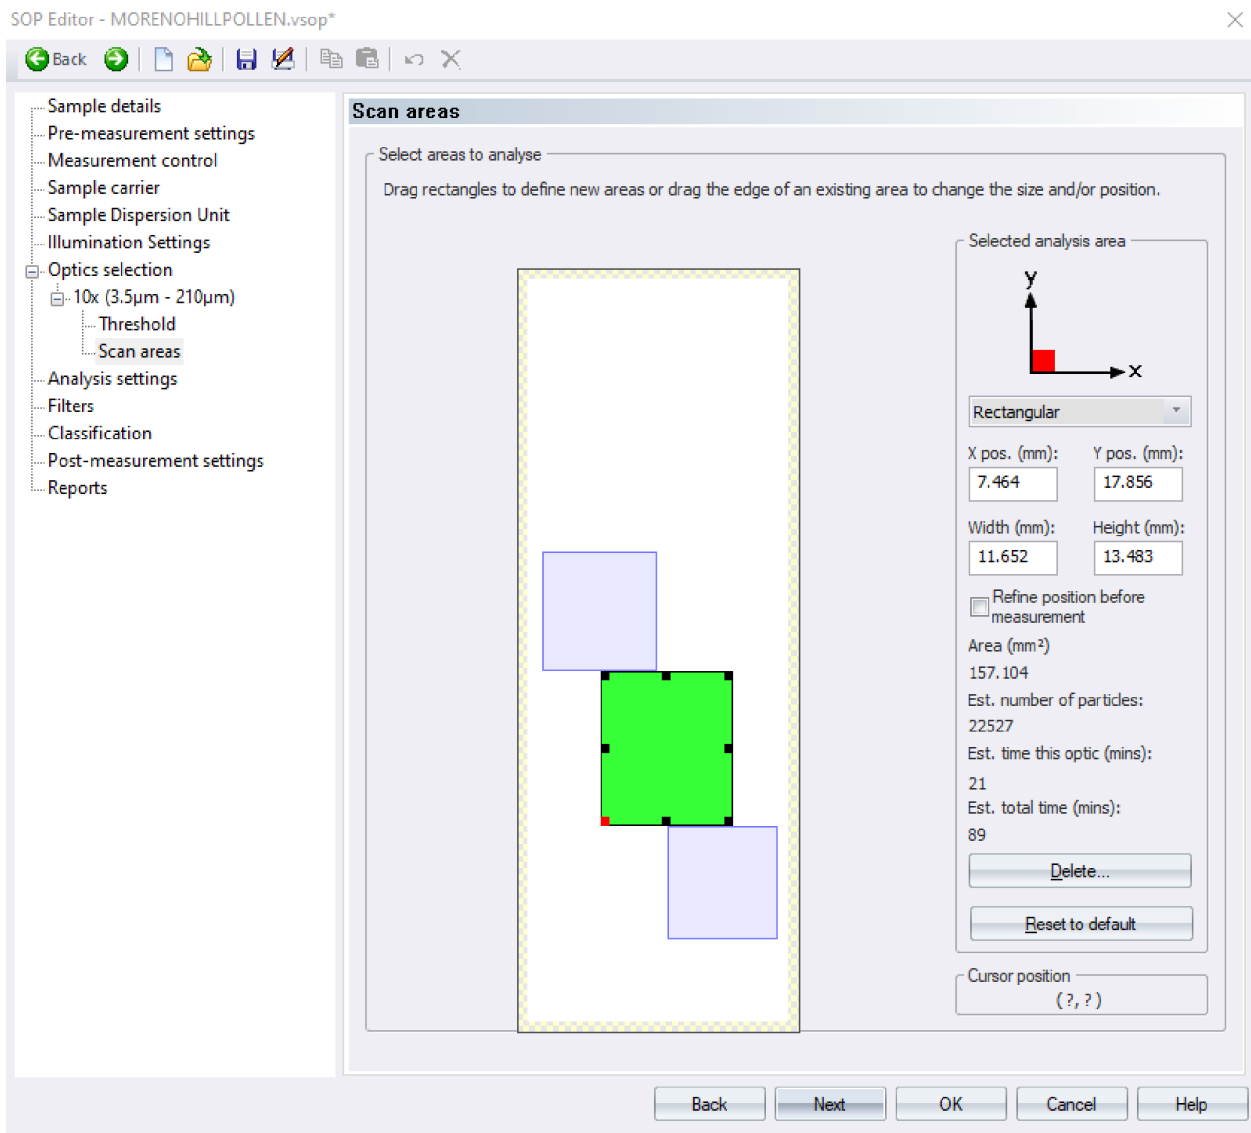 SOP Editor - MORENOHILLPOLLEN.vsop*
Back
Sample details
Pre-measurement settings
Measurement control
Sample carrier
Sample Dispersion Unit
Illumination Settings
Optics selection
10x (3.5µm - 210µm)
Threshold
Scan areas
Analysis settings
Filters
Classification
Post-measurement settings
Reports
Scan areas
Select areas to analyse
Drag rectangles to define new areas or drag the edge of an existing area to change the size and/or position.
Selected analysis area
y
x
Rectangular
X pos. (mm): Y pos. (mm):
7.464 17.856
Width (mm): Height (mm):
11.652 13.483
Refine position before
measurement
Area (mm²)
157.104
Est. number of particles:
22527
Est. time this optic (mins):
21
Est. total time (mins):
89
Delete...
Reset to default
Cursor position
(?,?)
Back Next OK Cancel Help